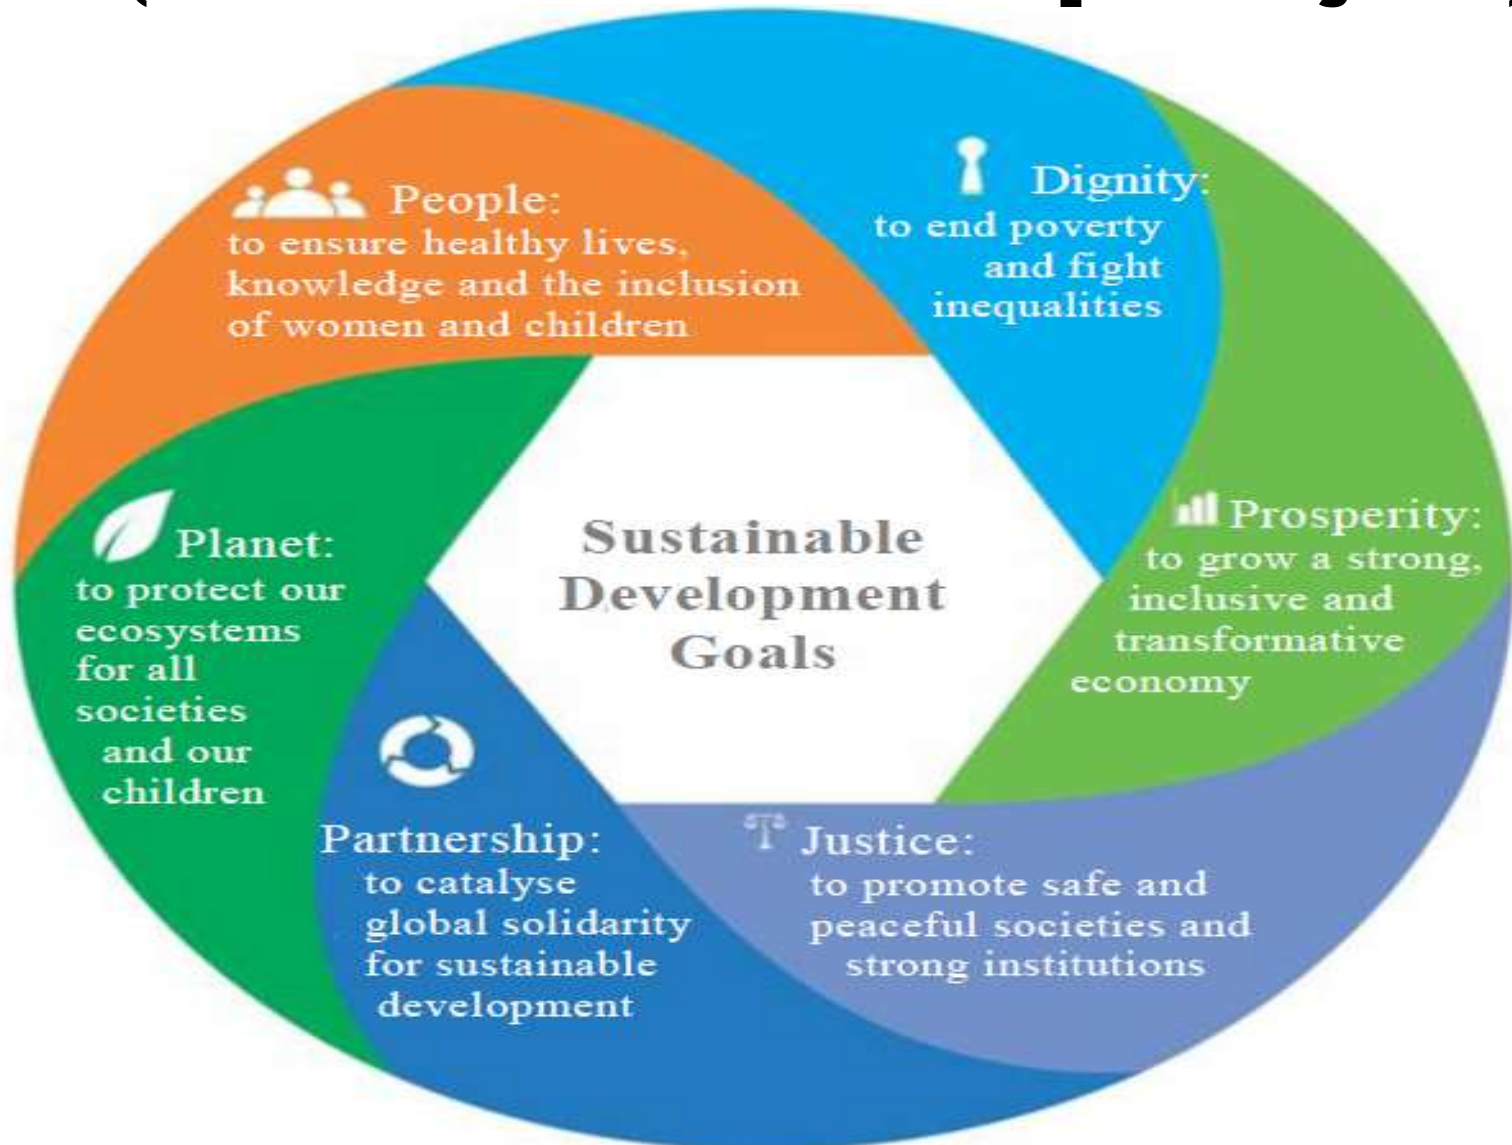 Dignity:
to end poverty
and fight
inequalities
Prosperity:
to grow a strong,
inclusive and
transformative
economy
Justice:
to promote safe and
peaceful societies and
strong institutions
Partnership:
to catalyse
global solidarity
for sustainable
development
Planet:
to protect our
ecosystems
for all
societies
and our
children
People:
to ensure healthy lives,
knowledge and the inclusion
of women and children
Sustainable
Development
Goals